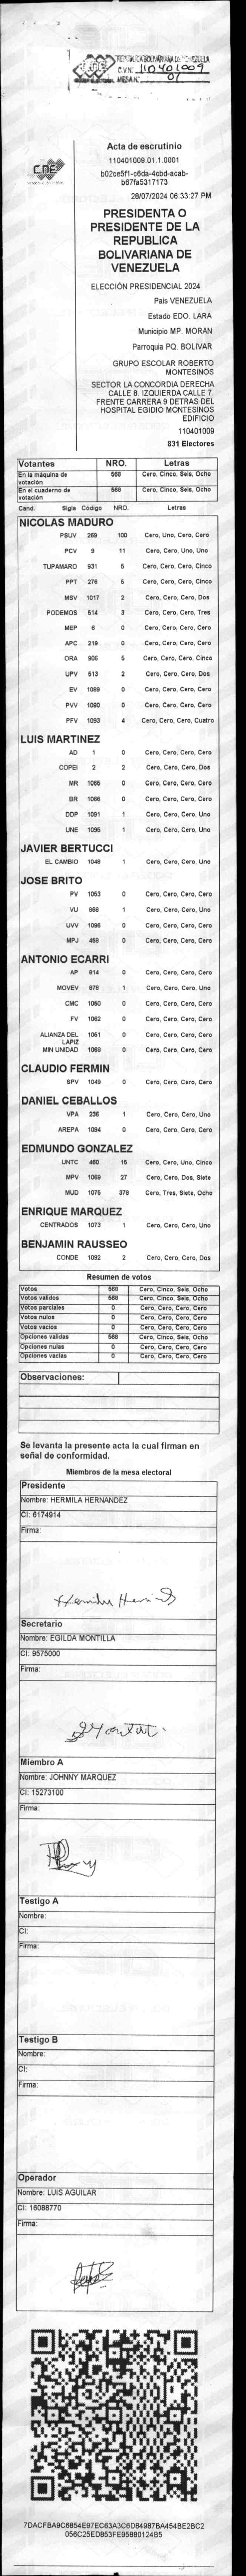 REPUBLICA BOLIVARIANA DE VENEZUELA
CNE
C.V.N°: 110401009
MESA N°: 01
Acta de escrutinio
110401009.01.1.0001
b02ce5f1-c6da-4cbd-acab-
b67fa5317173
28/07/2024 06:33:27 PM
PRESIDENTA O
PRESIDENTE DE LA
REPUBLICA
BOLIVARIANA DE
VENEZUELA
ELECCIÓN PRESIDENCIAL 2024
País VENEZUELA
Estado EDO. LARA
Municipio MP. MORAN
Parroquia PQ. BOLIVAR
GRUPO ESCOLAR ROBERTO
MONTESINOS
SECTOR LA CONCORDIA DERECHA
CALLE 8. IZQUIERDA CALLE 7.
FRENTE CARRERA 9 DETRAS DEL
HOSPITAL EGIDIO MONTESINOS
EDIFICIO
110401009
831 Electores
Votantes NRO. Letras
En la máquina de votación 568 Cero, Cinco, Seis, Ocho
En el cuaderno de votación 568 Cero, Cinco, Seis, Ocho
Cand. Sigla Código NRO. Letras
NICOLAS MADURO
PSUV 269 100 Cero, Uno, Cero, Cero
PCV 9 11 Cero, Cero, Uno, Uno
TUPAMARO 931 5 Cero, Cero, Cero, Cinco
PPT 276 5 Cero, Cero, Cero, Cinco
MSV 1017 2 Cero, Cero, Cero, Dos
PODEMOS 514 3 Cero, Cero, Cero, Tres
MEP 6 0 Cero, Cero, Cero, Cero
APC 219 0 Cero, Cero, Cero, Cero
ORA 906 5 Cero, Cero, Cero, Cinco
UPV 513 2 Cero, Cero, Cero, Dos
EV 1089 0 Cero, Cero, Cero, Cero
PVV 1090 0 Cero, Cero, Cero, Cero
PFV 1093 4 Cero, Cero, Cero, Cuatro
LUIS MARTINEZ
AD 1 0 Cero, Cero, Cero, Cero
COPEI 2 2 Cero, Cero, Cero, Dos
MR 1065 0 Cero, Cero, Cero, Cero
BR 1066 0 Cero, Cero, Cero, Cero
DDP 1091 1 Cero, Cero, Cero, Uno
UNE 1095 1 Cero, Cero, Cero, Uno
JAVIER BERTUCCI
EL CAMBIO 1048 1 Cero, Cero, Cero, Uno
JOSE BRITO
PV 1053 0 Cero, Cero, Cero, Cero
VU 868 1 Cero, Cero, Cero, Uno
UVV 1096 0 Cero, Cero, Cero, Cero
MPJ 458 0 Cero, Cero, Cero, Cero
ANTONIO ECARRI
AP 814 0 Cero, Cero, Cero, Cero
MOVEV 878 1 Cero, Cero, Cero, Uno
CMC 1050 0 Cero, Cero, Cero, Cero
FV 1062 0 Cero, Cero, Cero, Cero
ALIANZA DEL LAPIZ 1051 0 Cero, Cero, Cero, Cero
MIN UNIDAD 1068 0 Cero, Cero, Cero, Cero
CLAUDIO FERMIN
SPV 1049 0 Cero, Cero, Cero, Cero
DANIEL CEBALLOS
VPA 236 1 Cero, Cero, Cero, Uno
AREPA 1094 0 Cero, Cero, Cero, Cero
EDMUNDO GONZALEZ
UNTC 460 15 Cero, Cero, Uno, Cinco
MPV 1069 27 Cero, Cero, Dos, Siete
MUD 1075 378 Cero, Tres, Siete, Ocho
ENRIQUE MARQUEZ
CENTRADOS 1073 1 Cero, Cero, Cero, Uno
BENJAMIN RAUSSEO
CONDE 1092 2 Cero, Cero, Cero, Dos
Resumen de votos
Votos 568 Cero, Cinco, Seis, Ocho
Votos validos 568 Cero, Cinco, Seis, Ocho
Votos parciales 0 Cero, Cero, Cero, Cero
Votos nulos 0 Cero, Cero, Cero, Cero
Votos vacios 0 Cero, Cero, Cero, Cero
Opciones validas 568 Cero, Cinco, Seis, Ocho
Opciones nulas 0 Cero, Cero, Cero, Cero
Opciones vacias 0 Cero, Cero, Cero, Cero
Observaciones:
Se levanta la presente acta la cual firman en
señal de conformidad.
Miembros de la mesa electoral
Presidente
Nombre: HERMILA HERNANDEZ
CI: 6174914
Firma:
Secretario
Nombre: EGILDA MONTILLA
CI: 9575000
Firma:
Miembro A
Nombre: JOHNNY MARQUEZ
CI: 15273100
Firma:
Testigo A
Nombre:
CI:
Firma:
Testigo B
Nombre:
CI:
Firma:
Operador
Nombre: LUIS AGUILAR
CI: 16088770
Firma:
7DACFBA9C6854E97EC63A3C6D84987BA454BE2BC2
056C25ED853FE95880124B5